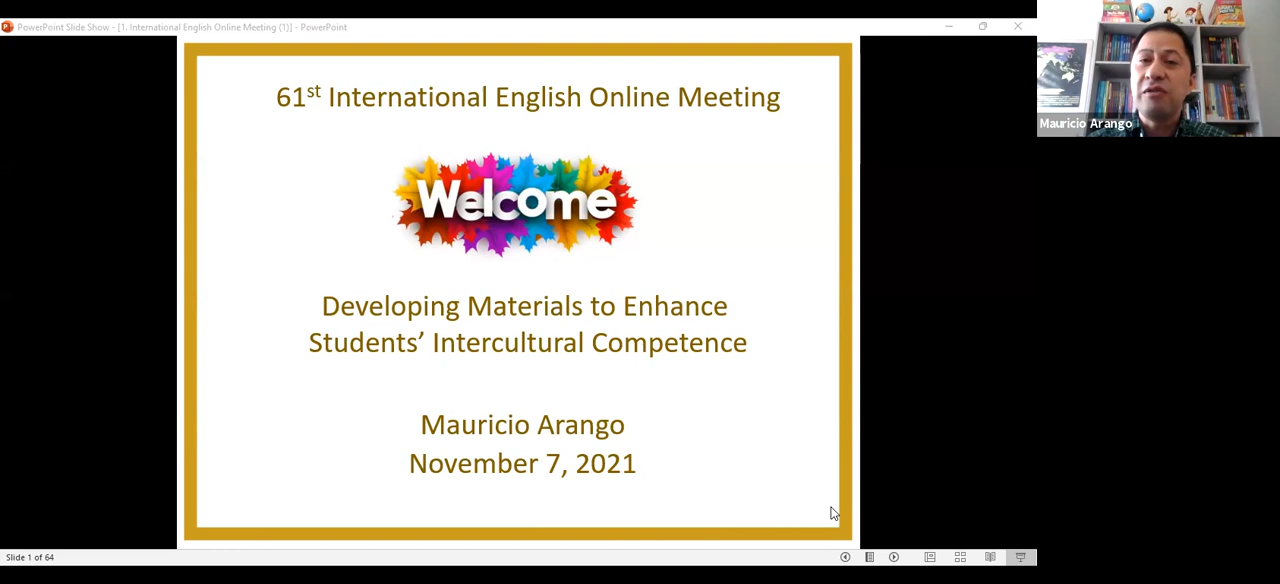 PowerPoint Slide Show - [1. International English Online Meeting (1)] - PowerPoint
Mauricio Arango
61st International English Online Meeting
Welcome
Developing Materials to Enhance
Students’ Intercultural Competence
Mauricio Arango
November 7, 2021
Slide 1 of 64